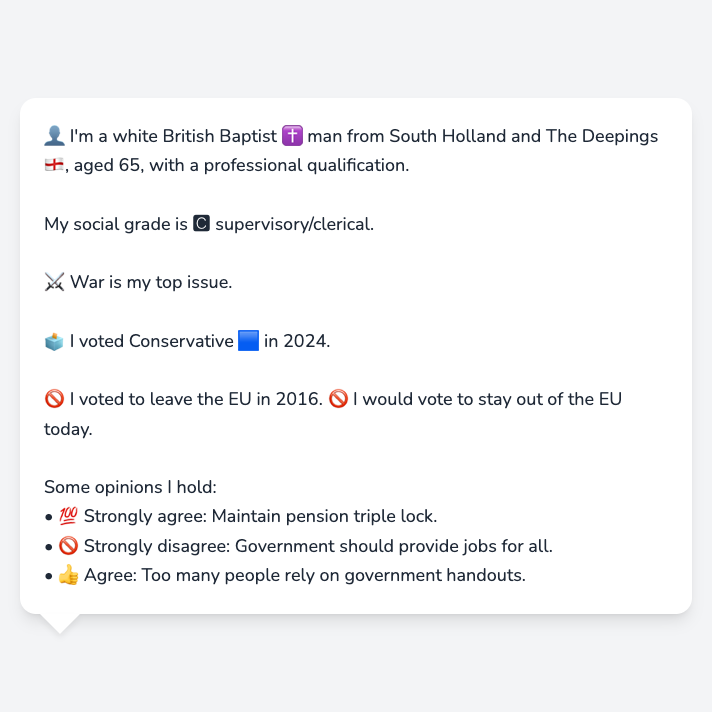 👤 I'm a white British Baptist ✝️ man from South Holland and The Deepings
🏴󠁧󠁢󠁥󠁮󠁧󠁿, aged 65, with a professional qualification.
My social grade is 🅲 supervisory/clerical.
⚔️ War is my top issue.
🗳️ I voted Conservative 🟦 in 2024.
🚫 I voted to leave the EU in 2016. 🚫 I would vote to stay out of the EU
today.
Some opinions I hold:
• 💯 Strongly agree: Maintain pension triple lock.
• 🚫 Strongly disagree: Government should provide jobs for all.
• 👍 Agree: Too many people rely on government handouts.